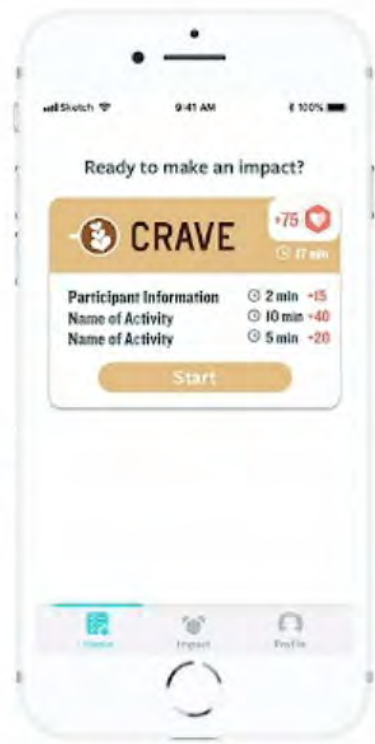 Sketch 9:41 AM 100%
Ready to make an impact?
CRAVE +75
17 min
Participant Information 2 min +15
Name of Activity 10 min +40
Name of Activity 5 min +20
Start
Home Impact Profile